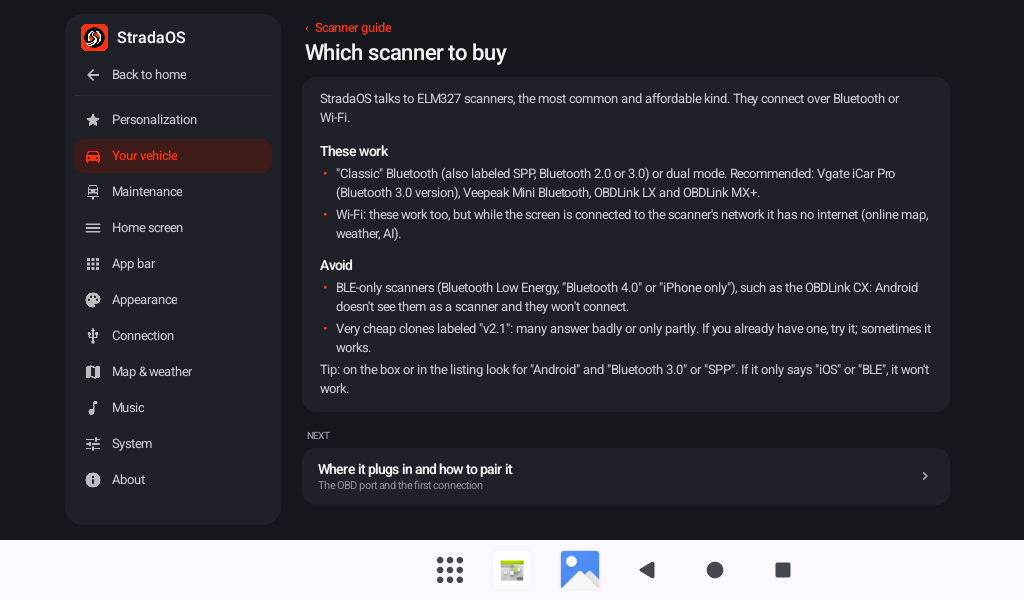 StradaOS
Back to home
Personalization
Your vehicle
Maintenance
Home screen
App bar
Appearance
Connection
Map & weather
Music
System
About
‹ Scanner guide
Which scanner to buy
StradaOS talks to ELM327 scanners, the most common and affordable kind. They connect over Bluetooth or
Wi-Fi.
These work
• "Classic" Bluetooth (also labeled SPP, Bluetooth 2.0 or 3.0) or dual mode. Recommended: Vgate iCar Pro
(Bluetooth 3.0 version), Veepeak Mini Bluetooth, OBDLink LX and OBDLink MX+.
• Wi-Fi: these work too, but while the screen is connected to the scanner's network it has no internet (online map,
weather, AI).
Avoid
• BLE-only scanners (Bluetooth Low Energy, "Bluetooth 4.0" or "iPhone only"), such as the OBDLink CX: Android
doesn't see them as a scanner and they won't connect.
• Very cheap clones labeled "v2.1": many answer badly or only partly. If you already have one, try it; sometimes it
works.
Tip: on the box or in the listing look for "Android" and "Bluetooth 3.0" or "SPP". If it only says "iOS" or "BLE", it won't
work.
NEXT
Where it plugs in and how to pair it
The OBD port and the first connection